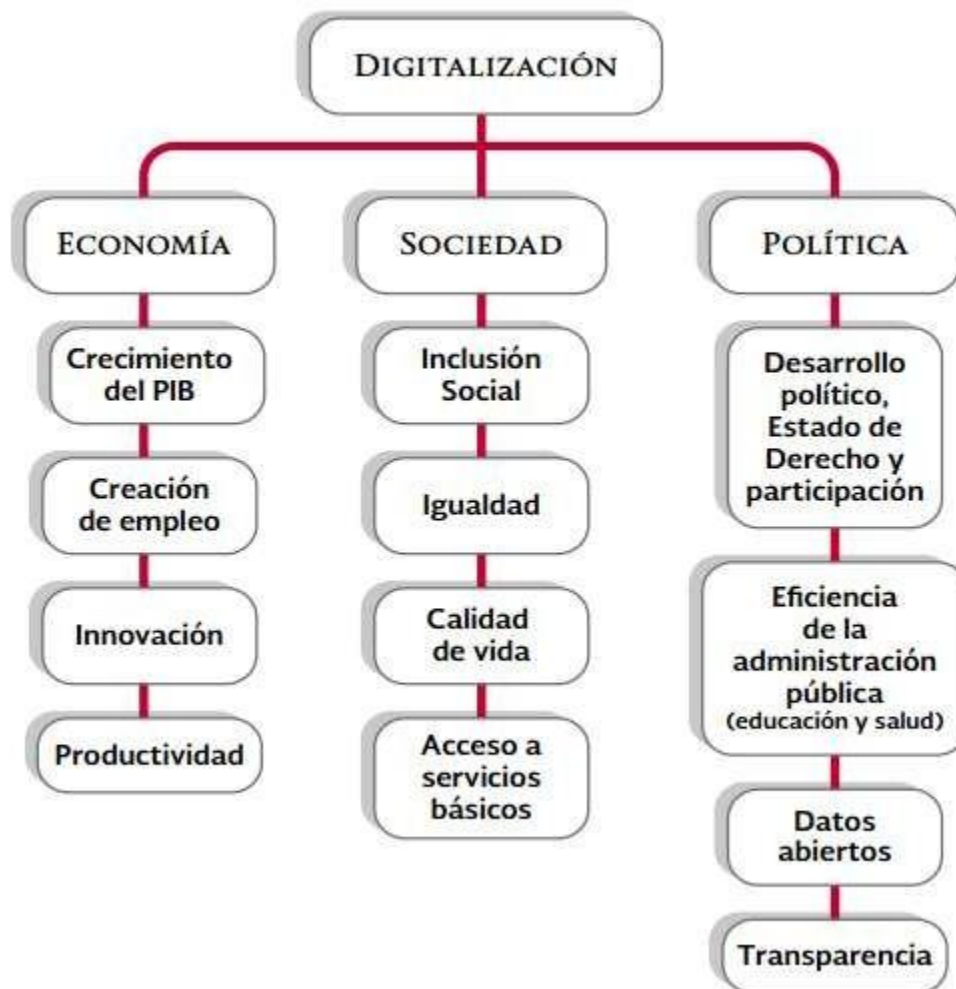 DIGITALIZACIÓN
ECONOMÍA
Crecimiento
del PIB
Creación
de empleo
Innovación
Productividad
SOCIEDAD
Inclusión
Social
Igualdad
Calidad
de vida
Acceso a
servicios
básicos
POLÍTICA
Desarrollo
político,
Estado de
Derecho y
participación
Eficiencia
de la
administración
pública
(educación y salud)
Datos
abiertos
Transparencia